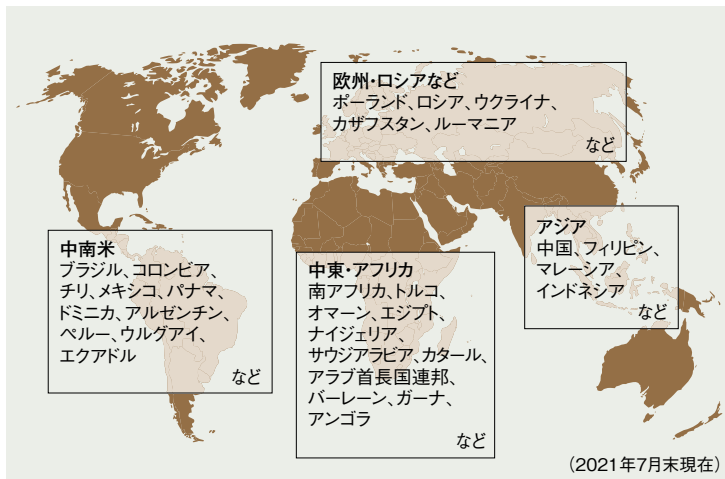 欧州・ロシアなど
ポーランド、ロシア、ウクライナ、
カザフスタン、ルーマニア
など
アジア
中国、フィリピン、
マレーシア、
インドネシア
など
中南米
ブラジル、コロンビア、
チリ、メキシコ、パナマ、
ドミニカ、アルゼンチン、
ペルー、ウルグアイ、
エクアドル
など
中東・アフリカ
南アフリカ、トルコ、
オマーン、エジプト、
ナイジェリア、
サウジアラビア、カタール、
アラブ首長国連邦、
バーレーン、ガーナ、
アンゴラ
など
（2021年7月末現在）